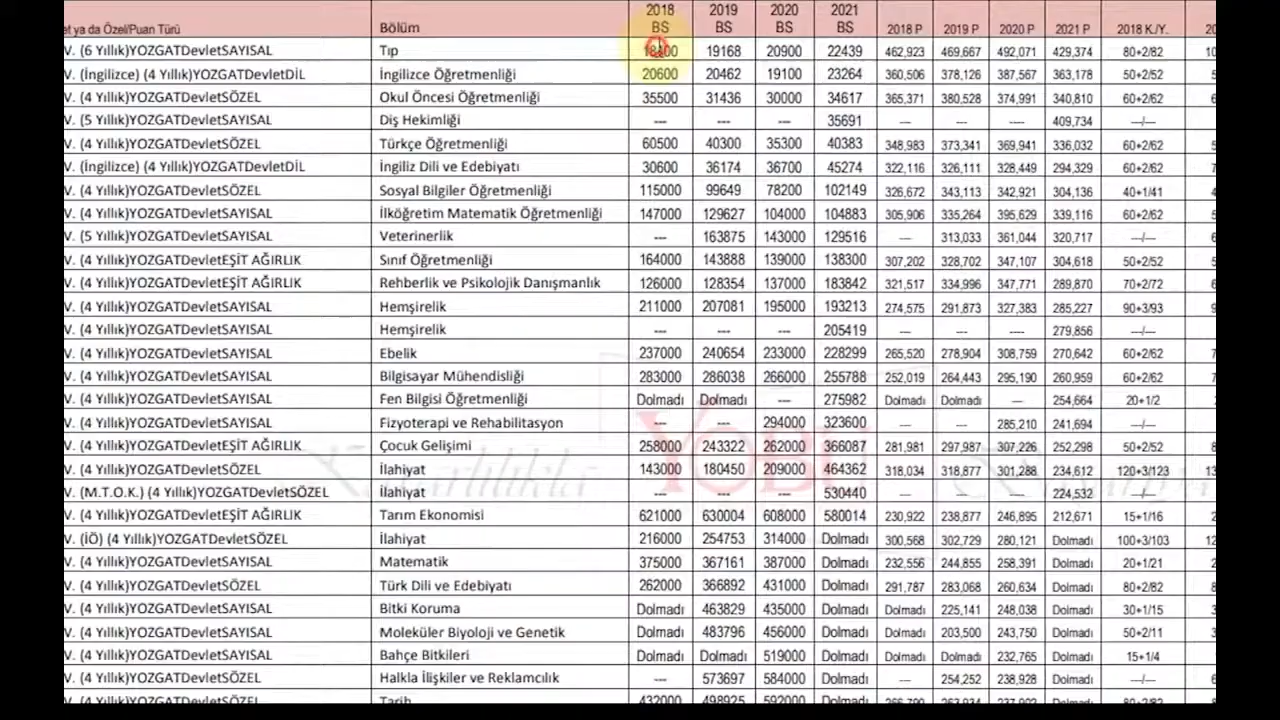 et ya da Özel/Puan Türü Bölüm 2018 BS 2019 BS 2020 BS 2021 BS 2018 P 2019 P 2020 P 2021 P 2018 K./Y. 20
V. (6 Yıllık)YOZGATDevletSAYISAL Tıp 19168 20900 22439 462,923 469,667 492,071 429,374 80+2/82 10
V. (İngilizce) (4 Yıllık)YOZGATDevletDİL İngilizce Öğretmenliği 20600 20462 19100 23264 360,506 378,126 387,567 363,178 50+2/52 5
V. (4 Yıllık)YOZGATDevletSÖZEL Okul Öncesi Öğretmenliği 35500 31436 30000 34617 365,371 380,528 374,991 340,810 60+2/62 6
V. (5 Yıllık)YOZGATDevletSAYISAL Diş Hekimliği --- --- --- 35691 --- --- ---- 409,734 ---/---
V. (4 Yıllık)YOZGATDevletSÖZEL Türkçe Öğretmenliği 60500 40300 35300 40383 348,983 373,341 369,941 336,032 60+2/62 6
V. (İngilizce) (4 Yıllık)YOZGATDevletDİL İngiliz Dili ve Edebiyatı 30600 36174 36700 45274 322,116 326,111 328,449 294,329 60+2/62 7
V. (4 Yıllık)YOZGATDevletSÖZEL Sosyal Bilgiler Öğretmenliği 115000 99649 78200 102149 326,672 343,113 342,921 304,136 40+1/41 4
V. (4 Yıllık)YOZGATDevletSAYISAL İlköğretim Matematik Öğretmenliği 147000 129627 104000 104883 305,906 335,264 395,629 339,116 60+2/62 5
V. (5 Yıllık)YOZGATDevletSAYISAL Veterinerlik --- 163875 143000 129516 --- 313,033 361,044 320,717 ---/--- 6
V. (4 Yıllık)YOZGATDevletEŞİT AĞIRLIK Sınıf Öğretmenliği 164000 143888 139000 138300 307,202 328,702 347,107 304,618 50+2/52 5
V. (4 Yıllık)YOZGATDevletEŞİT AĞIRLIK Rehberlik ve Psikolojik Danışmanlık 126000 128354 137000 183842 321,517 334,996 347,771 289,870 70+2/72 6
V. (4 Yıllık)YOZGATDevletSAYISAL Hemşirelik 211000 207081 195000 193213 274,575 291,873 327,383 285,227 90+3/93 9
V. (4 Yıllık)YOZGATDevletSAYISAL Hemşirelik --- --- --- 205419 --- --- ---- 279,856 ---/---
V. (4 Yıllık)YOZGATDevletSAYISAL Ebelik 237000 240654 233000 228299 265,520 278,904 308,759 270,642 60+2/62 7
V. (4 Yıllık)YOZGATDevletSAYISAL Bilgisayar Mühendisliği 283000 286038 266000 255788 252,019 264,443 295,190 260,959 60+2/62 7
V. (4 Yıllık)YOZGATDevletSAYISAL Fen Bilgisi Öğretmenliği Dolmadı Dolmadı --- 275982 Dolmadı Dolmadı --- 254,664 20+1/2
V. (4 Yıllık)YOZGATDevletSAYISAL Fizyoterapi ve Rehabilitasyon --- --- 294000 323600 --- --- 285,210 241,694 ---/---
V. (4 Yıllık)YOZGATDevletEŞİT AĞIRLIK Çocuk Gelişimi 258000 243322 262000 366087 281,981 297,987 307,226 252,298 50+2/52 8
V. (4 Yıllık)YOZGATDevletSÖZEL İlahiyat 143000 180450 209000 464362 318,034 318,877 301,288 234,612 120+3/123 13
V. (M.T.O.K.) (4 Yıllık)YOZGATDevletSÖZEL İlahiyat --- --- --- 530440 --- --- --- 224,532 ---/---
V. (4 Yıllık)YOZGATDevletEŞİT AĞIRLIK Tarım Ekonomisi 621000 630004 608000 580014 230,922 238,877 246,895 212,671 15+1/16 2
V. (İÖ) (4 Yıllık)YOZGATDevletSÖZEL İlahiyat 216000 254753 314000 Dolmadı 300,568 302,729 280,121 Dolmadı 100+3/103 12
V. (4 Yıllık)YOZGATDevletSAYISAL Matematik 375000 367161 387000 Dolmadı 232,556 244,855 258,391 Dolmadı 20+1/21 2
V. (4 Yıllık)YOZGATDevletSÖZEL Türk Dili ve Edebiyatı 262000 366892 431000 Dolmadı 291,787 283,068 260,634 Dolmadı 80+2/82 8
V. (4 Yıllık)YOZGATDevletSAYISAL Bitki Koruma Dolmadı 463829 435000 Dolmadı Dolmadı 225,141 248,038 Dolmadı 30+1/15 3
V. (4 Yıllık)YOZGATDevletSAYISAL Moleküler Biyoloji ve Genetik Dolmadı 483796 456000 Dolmadı Dolmadı 203,500 243,750 Dolmadı 50+2/11 3
V. (4 Yıllık)YOZGATDevletSAYISAL Bahçe Bitkileri Dolmadı Dolmadı 519000 Dolmadı Dolmadı Dolmadı 232,765 Dolmadı 15+1/4
V. (4 Yıllık)YOZGATDevletSAYISAL Halkla İlişkiler ve Reklamcılık --- 573697 584000 Dolmadı --- 254,252 238,928 Dolmadı ---/--- 6
V. (4 Yıllık)YOZGATDevletSAYISAL Tarih 432000 498925 592000 Dolmadı
YOBÜ